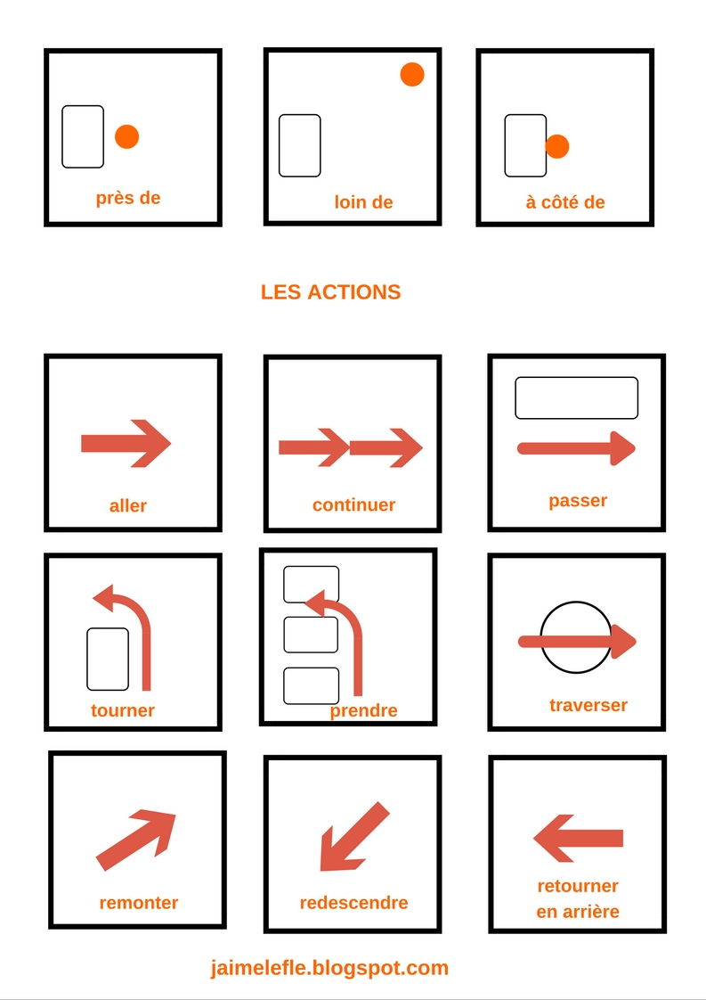 près de
loin de
à côté de
LES ACTIONS
aller
continuer
passer
tourner
prendre
traverser
remonter
redescendre
retourner
en arrière
jaimelefle.blogspot.com